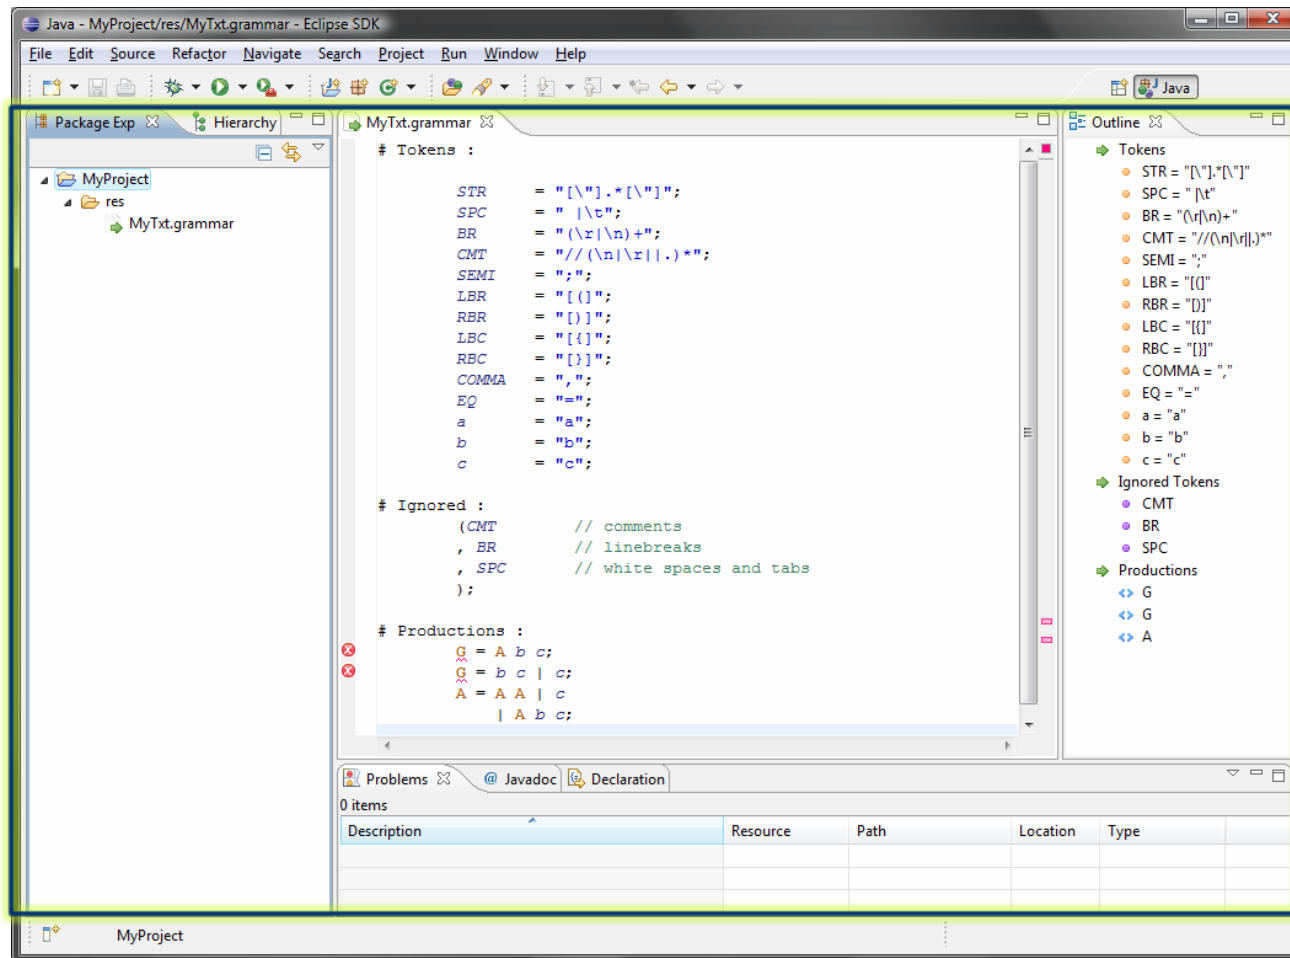 Java - MyProject/res/MyTxt.grammar - Eclipse SDK
File Edit Source Refactor Navigate Search Project Run Window Help
Java
Package Exp
Hierarchy
MyProject
res
MyTxt.grammar
MyTxt.grammar
# Tokens :
STR = "[\"].*[\"]";
SPC = " |\t";
BR = "(\r|\n)+";
CMT = "//(\n|\r||.)*";
SEMI = ";";
LBR = "[(]";
RBR = "[)]";
LBC = "[{]";
RBC = "[}]";
COMMA = ",";
EQ = "=";
a = "a";
b = "b";
c = "c";
# Ignored :
(CMT // comments
, BR // linebreaks
, SPC // white spaces and tabs
);
# Productions :
G = A b c;
G = b c | c;
A = A A | c
| A b c;
Outline
Tokens
STR = "[\"].*[\"]"
SPC = " |\t"
BR = "(\r|\n)+"
CMT = "//(\n|\r||.)*"
SEMI = ";"
LBR = "[(]"
RBR = "[)]"
LBC = "[{]"
RBC = "[}]"
COMMA = ","
EQ = "="
a = "a"
b = "b"
c = "c"
Ignored Tokens
CMT
BR
SPC
Productions
G
G
A
Problems @ Javadoc Declaration
0 items
Description Resource Path Location Type
MyProject